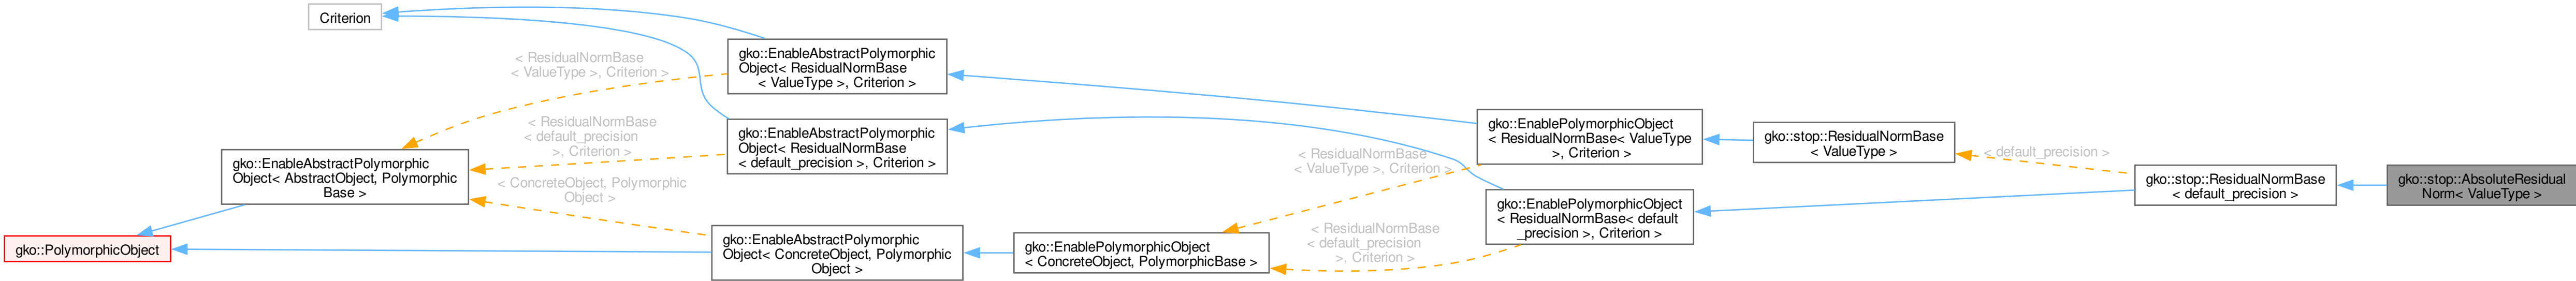 Criterion
gko::EnableAbstractPolymorphic
Object< ResidualNormBase
< ValueType >, Criterion >
< ResidualNormBase
< ValueType >, Criterion >
gko::EnableAbstractPolymorphic
Object< ResidualNormBase
< default_precision >, Criterion >
< ResidualNormBase
< default_precision
>, Criterion >
gko::EnableAbstractPolymorphic
Object< AbstractObject, Polymorphic
Base >
< ConcreteObject, Polymorphic
Object >
gko::PolymorphicObject
gko::EnableAbstractPolymorphic
Object< ConcreteObject, Polymorphic
Object >
gko::EnablePolymorphicObject
< ConcreteObject, PolymorphicBase >
< ResidualNormBase
< ValueType >, Criterion >
< ResidualNormBase
< default_precision
>, Criterion >
gko::EnablePolymorphicObject
< ResidualNormBase< ValueType
>, Criterion >
gko::EnablePolymorphicObject
< ResidualNormBase< default
_precision >, Criterion >
gko::stop::ResidualNormBase
< ValueType >
< default_precision >
gko::stop::ResidualNormBase
< default_precision >
gko::stop::AbsoluteResidual
Norm< ValueType >